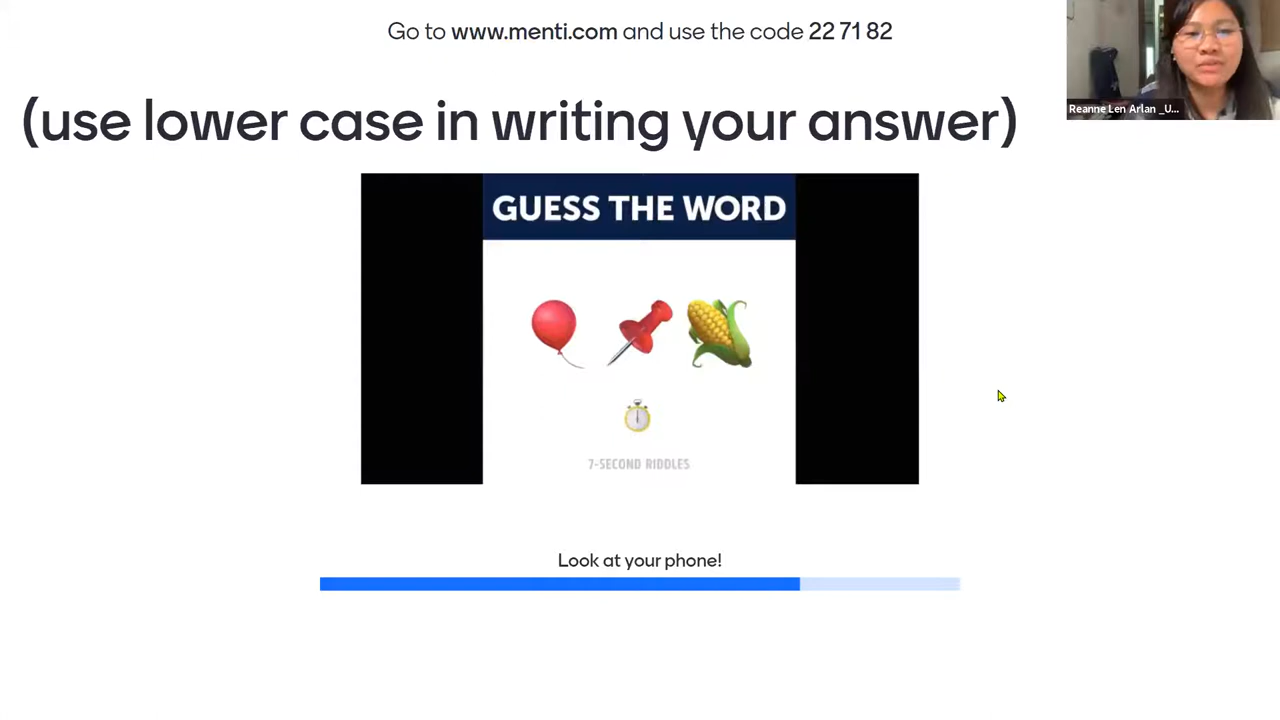 Go to www.menti.com and use the code 22 71 82
(use lower case in writing your answer)
Reanne Len Arlan _U...
GUESS THE WORD
7-SECOND RIDDLES
Look at your phone!